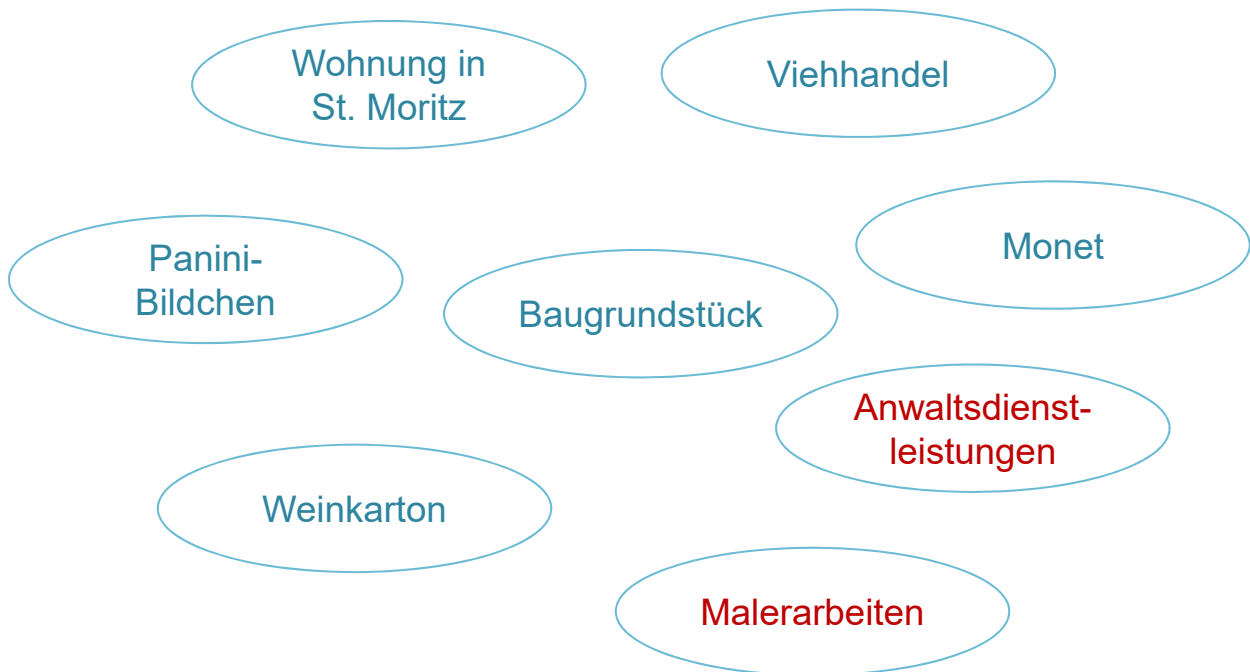 Wohnung in
St. Moritz
Viehhandel
Panini-
Bildchen
Monet
Baugrundstück
Anwaltsdienst-
leistungen
Weinkarton
Malerarbeiten